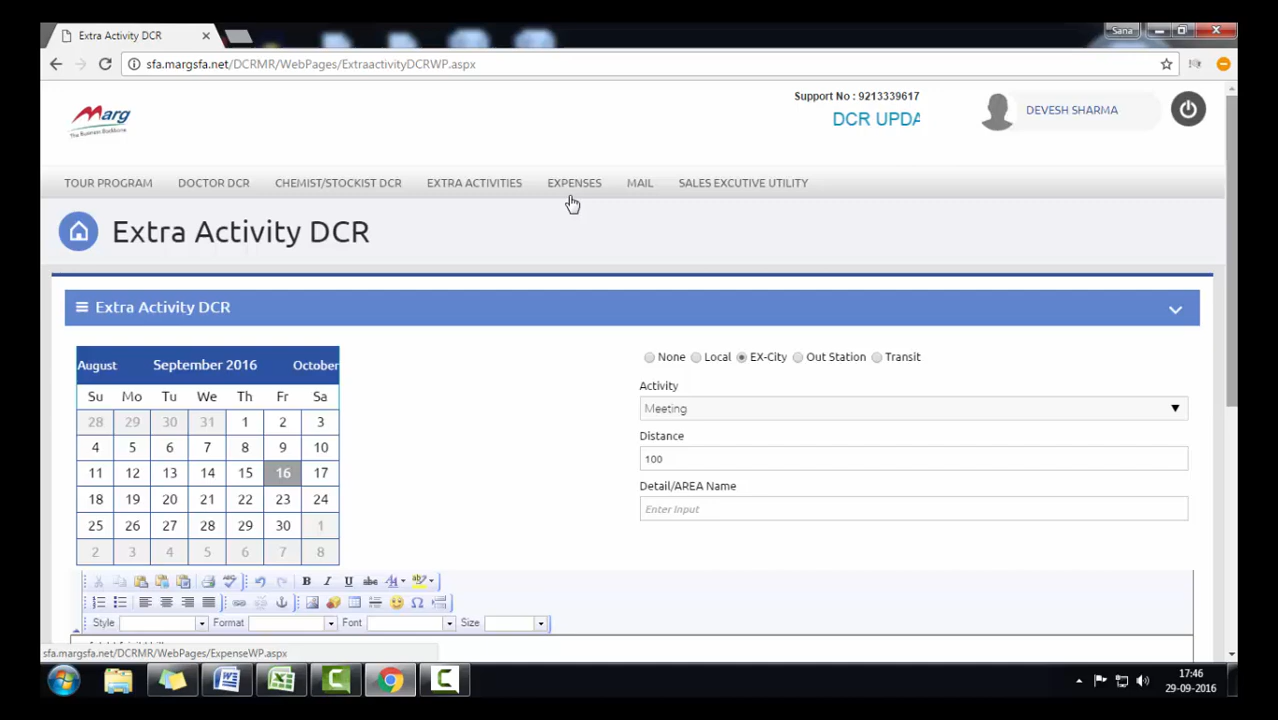 Extra Activity DCR
Sana
sfa.margsfa.net/DCRMR/WebPages/ExtraactivityDCRWP.aspx
Marg
The Business Backbone
Support No : 9213339617
DCR UPDA
DEVESH SHARMA
TOUR PROGRAM DOCTOR DCR CHEMIST/STOCKIST DCR EXTRA ACTIVITIES EXPENSES MAIL SALES EXCUTIVE UTILITY
Extra Activity DCR
Extra Activity DCR
August September 2016 October
Su Mo Tu We Th Fr Sa
28 29 30 31 1 2 3
4 5 6 7 8 9 10
11 12 13 14 15 16 17
18 19 20 21 22 23 24
25 26 27 28 29 30 1
2 3 4 5 6 7 8
None Local EX-City Out Station Transit
Activity
Meeting
Distance
100
Detail/AREA Name
Enter Input
Style Format Font Size
sfa.margsfa.net/DCRMR/WebPages/ExpenseWP.aspx
17:46
29-09-2016